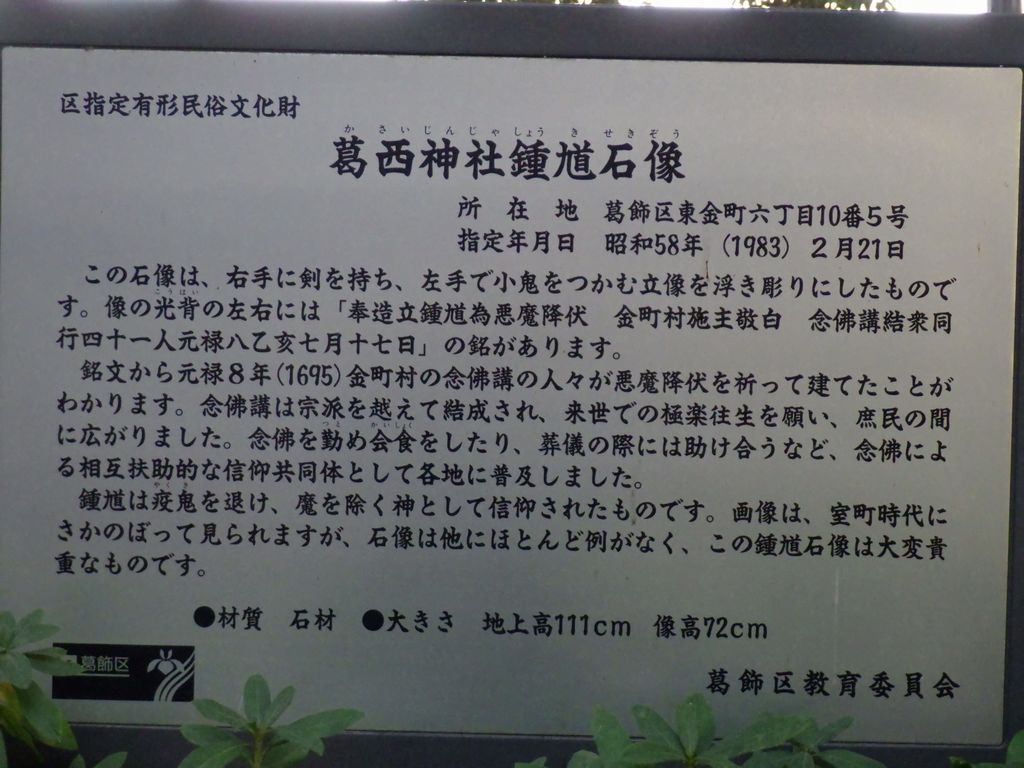 区指定有形民俗文化財
かさいじんじゃしょうきせきぞう
葛西神社鍾馗石像
所在地 葛飾区東金町六丁目10番5号
指定年月日 昭和58年(1983)2月21日
この石像は、右手に剣を持ち、左手で小鬼をつかむ立像を浮き彫りにしたもので
こうはい
す。像の光背の左右には「奉造立鍾馗為悪魔降伏 金町村施主敬白 念佛講結衆同
行四十一人元禄八乙亥七月十七日」の銘があります。
銘文から元禄8年(1695)金町村の念佛講の人々が悪魔降伏を祈って建てたことが
わかります。念佛講は宗派を越えて結成され、来世での極楽往生を願い、庶民の間
つと かいしょく
に広がりました。念佛を勤め会食をしたり、葬儀の際には助け合うなど、念佛によ
る相互扶助的な信仰共同体として各地に普及しました。
やくき
鍾馗は疫鬼を退け、魔を除く神として信仰されたものです。画像は、室町時代に
さかのぼって見られますが、石像は他にほとんど例がなく、この鍾馗石像は大変貴
重なものです。
●材質 石材 ●大きさ 地上高111cm 像高72cm
葛飾区
葛飾区教育委員会